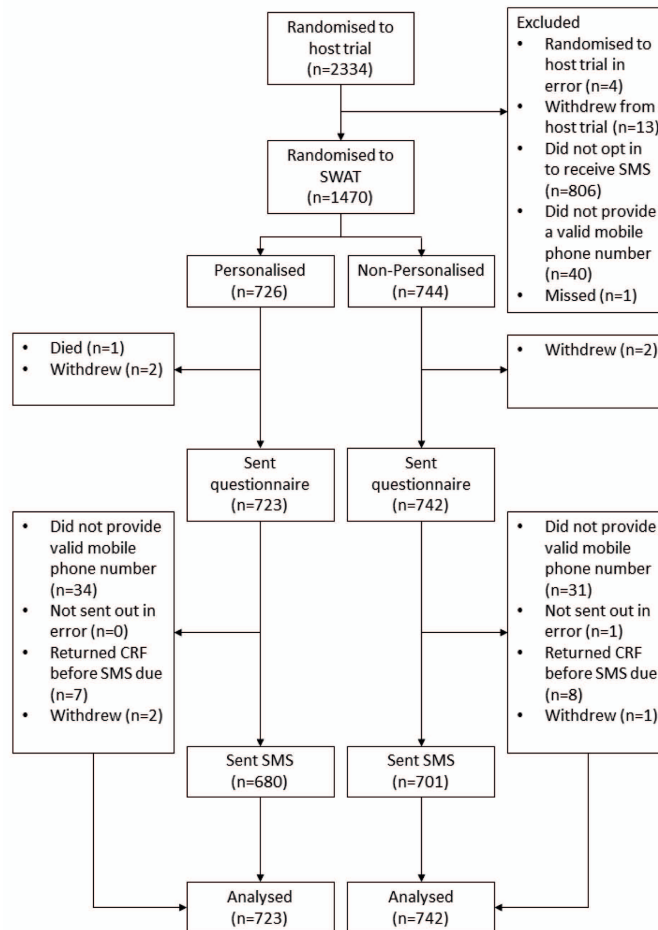 Randomised to
host trial
(n=2334)
Excluded
• Randomised to
host trial in
error (n=4)
• Withdrew from
host trial (n=13)
• Did not opt in
to receive SMS
(n=806)
• Did not provide
a valid mobile
phone number
(n=40)
• Missed (n=1)
Randomised to
SWAT
(n=1470)
Personalised
(n=726)
Non-Personalised
(n=744)
• Died (n=1)
• Withdrew (n=2)
• Withdrew (n=2)
Sent
questionnaire
(n=723)
Sent
questionnaire
(n=742)
• Did not provide
valid mobile
phone number
(n=34)
• Not sent out in
error (n=0)
• Returned CRF
before SMS due
(n=7)
• Withdrew (n=2)
• Did not provide
valid mobile
phone number
(n=31)
• Not sent out in
error (n=1)
• Returned CRF
before SMS due
(n=8)
• Withdrew (n=1)
Sent SMS
(n=680)
Sent SMS
(n=701)
Analysed
(n=723)
Analysed
(n=742)